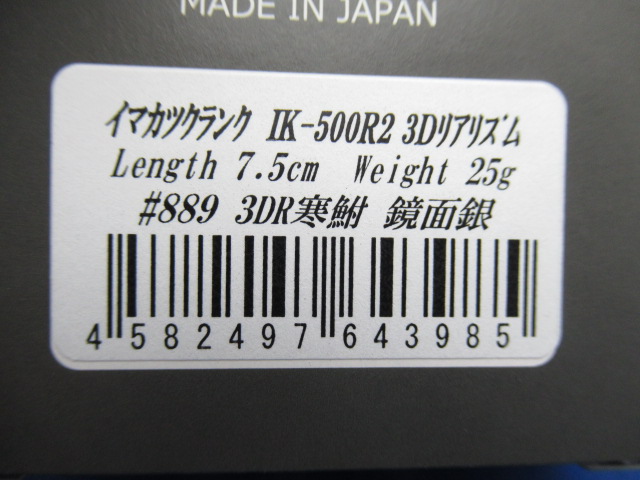 MADE IN JAPAN
イマカツクランク IK-500R2 3Dリアリズム
Length 7.5cm Weight 25g
#889 3DR寒鮒 鏡面銀
4 582497 643985